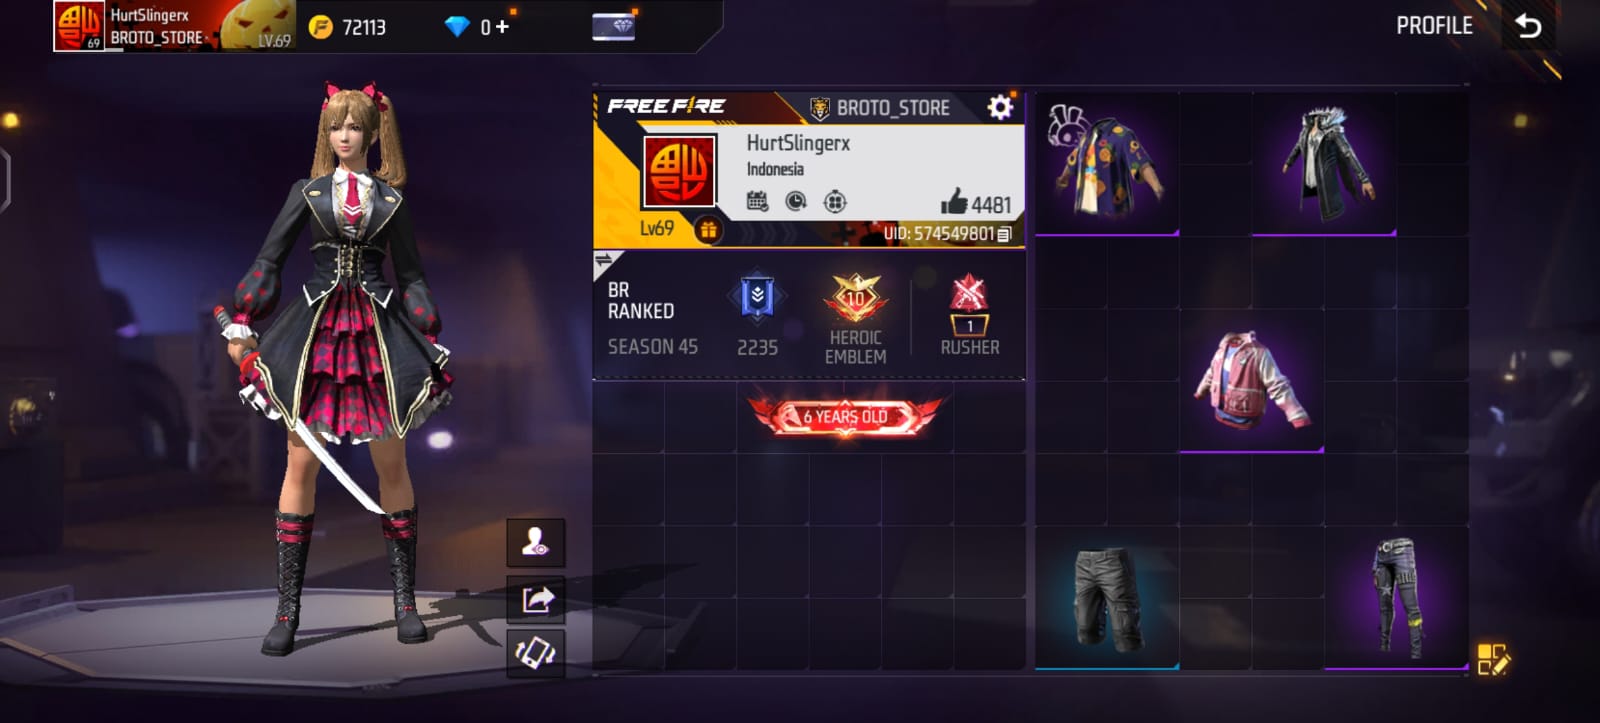 HurtSlingerx
BROTO_STORE
69
LV.69
72113
0 +
PROFILE
FREE FIRE
BROTO_STORE
HurtSlingerx
Indonesia
4481
Lv69
UID: 574549801
BR
RANKED
SEASON 45
2235
10
HEROIC
EMBLEM
1
RUSHER
6 YEARS OLD